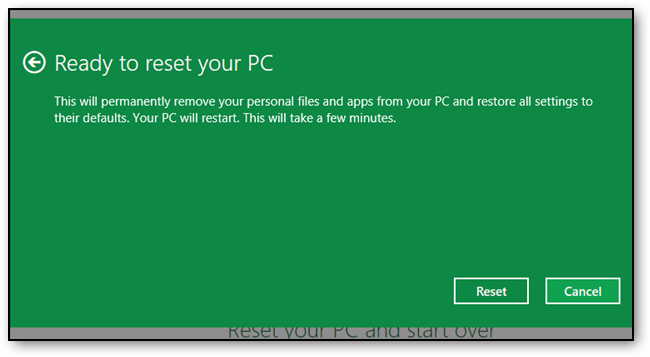 Ready to reset your PC
This will permanently remove your personal files and apps from your PC and restore all settings to
their defaults. Your PC will restart. This will take a few minutes.
Reset
Cancel
Reset your PC and start over